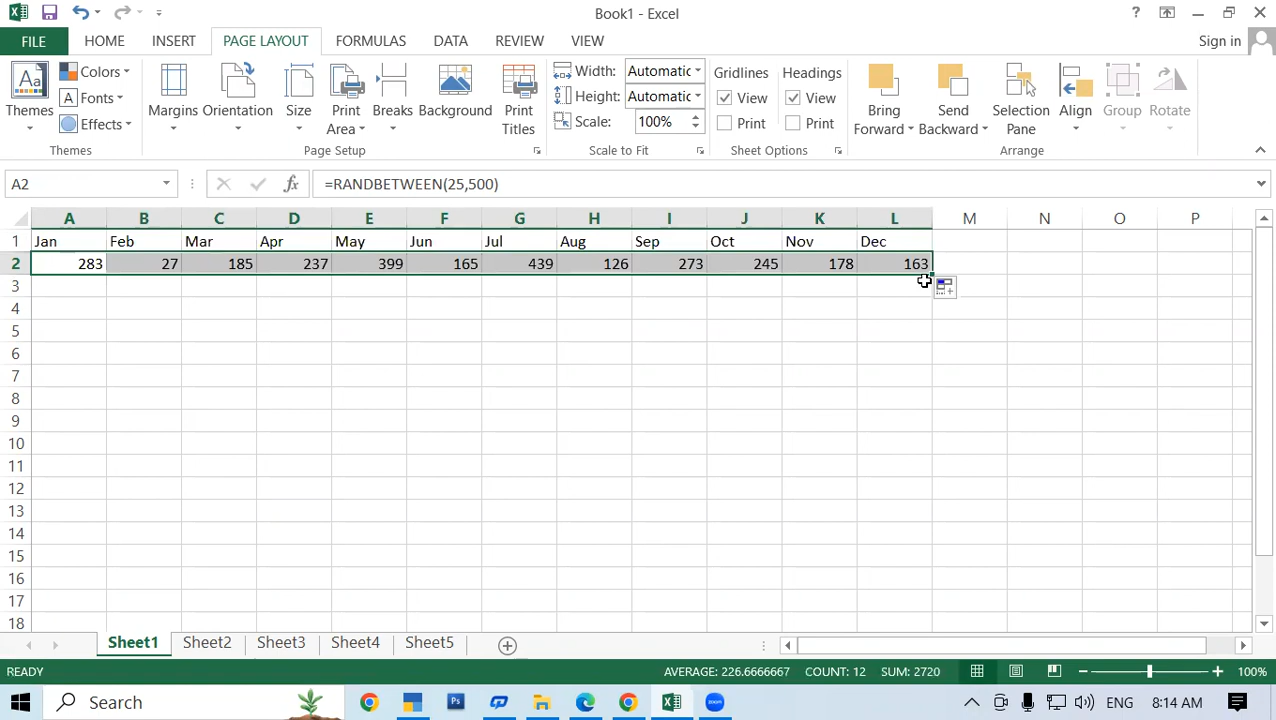 Book1 - Excel
?
FILE HOME INSERT PAGE LAYOUT FORMULAS DATA REVIEW VIEW Sign in
Aa Themes
Colors
Fonts
Effects
Margins Orientation Size Print Area Breaks Background Print Titles
Width: Automatic
Height: Automatic
Scale: 100%
Gridlines Headings
View View
Print Print
Bring Forward Send Backward Selection Pane Align Group Rotate
Themes Page Setup Scale to Fit Sheet Options Arrange
A2 fx =RANDBETWEEN(25,500)
A B C D E F G H I J K L M N O P
1 Jan Feb Mar Apr May Jun Jul Aug Sep Oct Nov Dec
2 283 27 185 237 399 165 439 126 273 245 178 163
3
4
5
6
7
8
9
10
11
12
13
14
15
16
17
18
Sheet1 Sheet2 Sheet3 Sheet4 Sheet5
READY AVERAGE: 226.6666667 COUNT: 12 SUM: 2720 100%
Search Ps ENG 8:14 AM